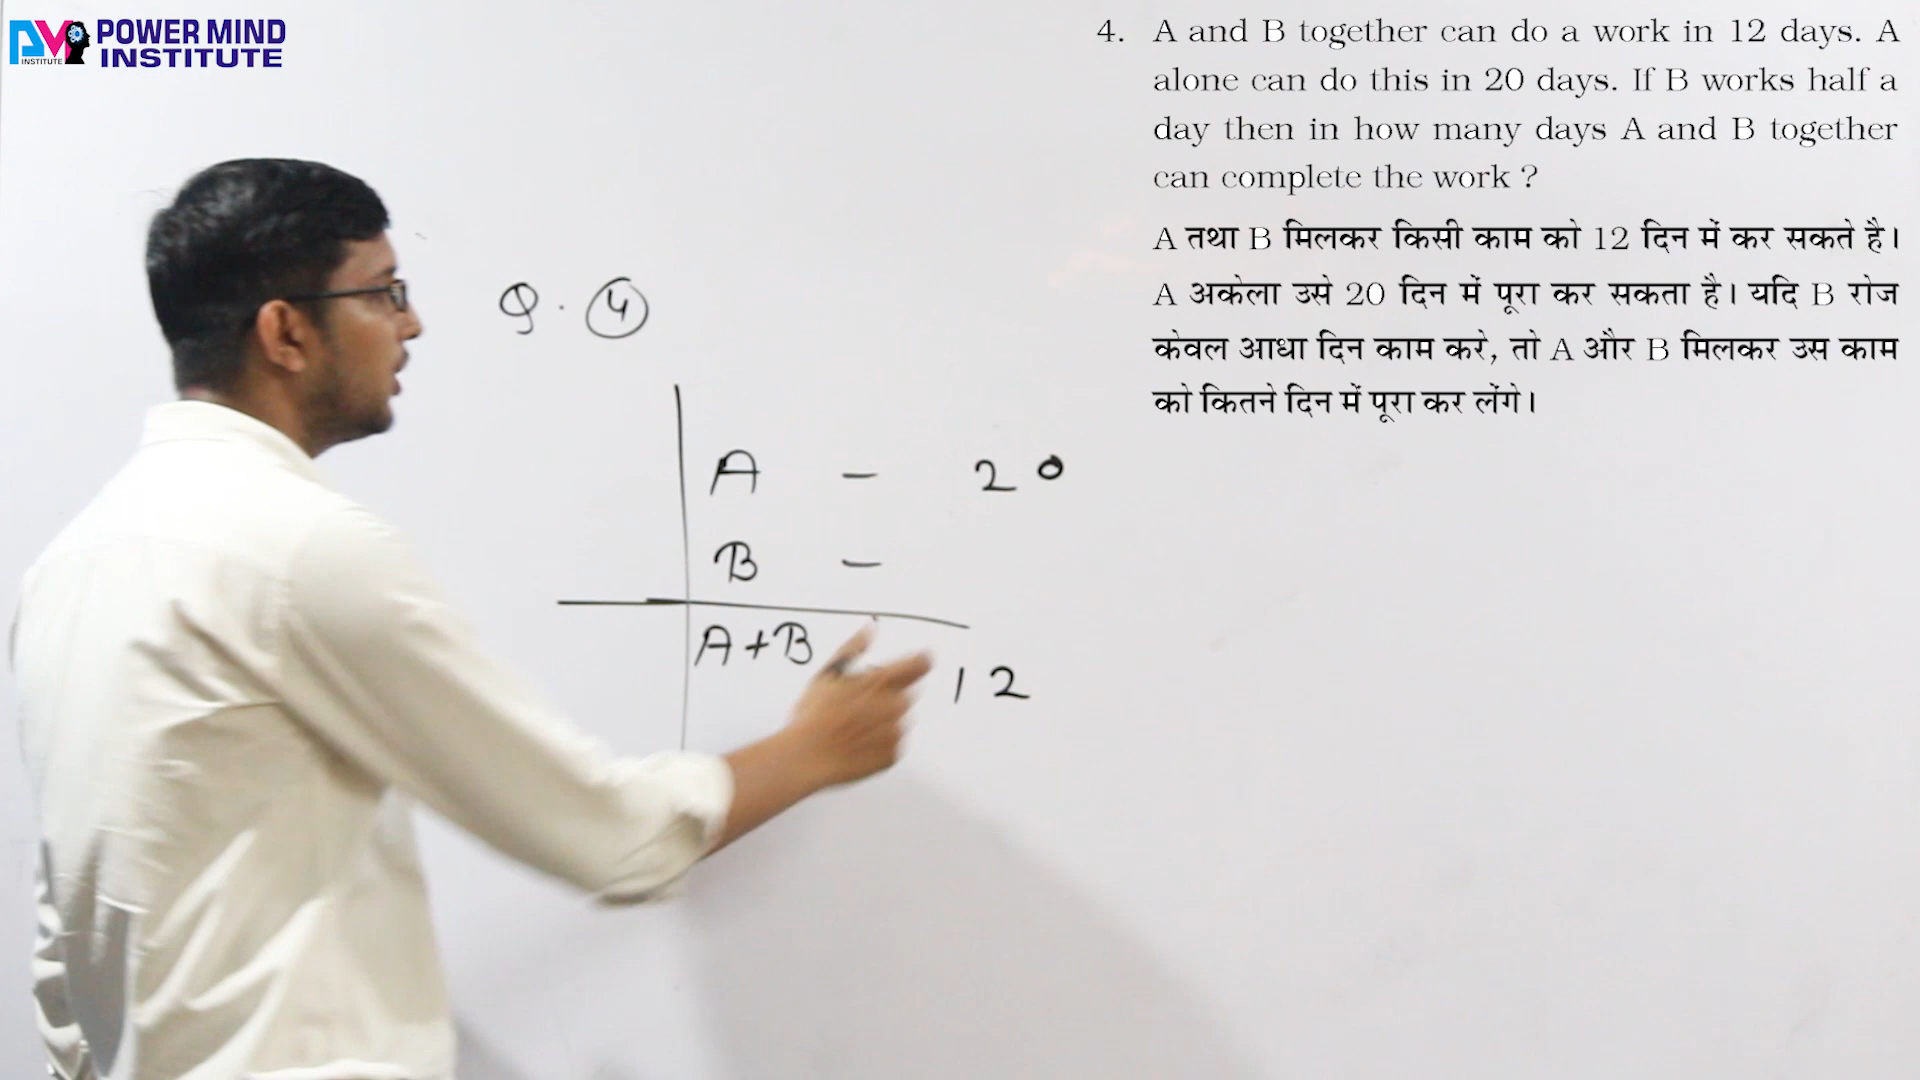 POWER MIND
INSTITUTE
INSTITUTE
4. A and B together can do a work in 12 days. A
alone can do this in 20 days. If B works half a
day then in how many days A and B together
can complete the work ?
A तथा B मिलकर किसी काम को 12 दिन में कर सकते है।
A अकेला उसे 20 दिन में पूरा कर सकता है। यदि B रोज
केवल आधा दिन काम करे, तो A और B मिलकर उस काम
को कितने दिन में पूरा कर लेंगे।
Q. 4
A - 20
B -
A+B 12